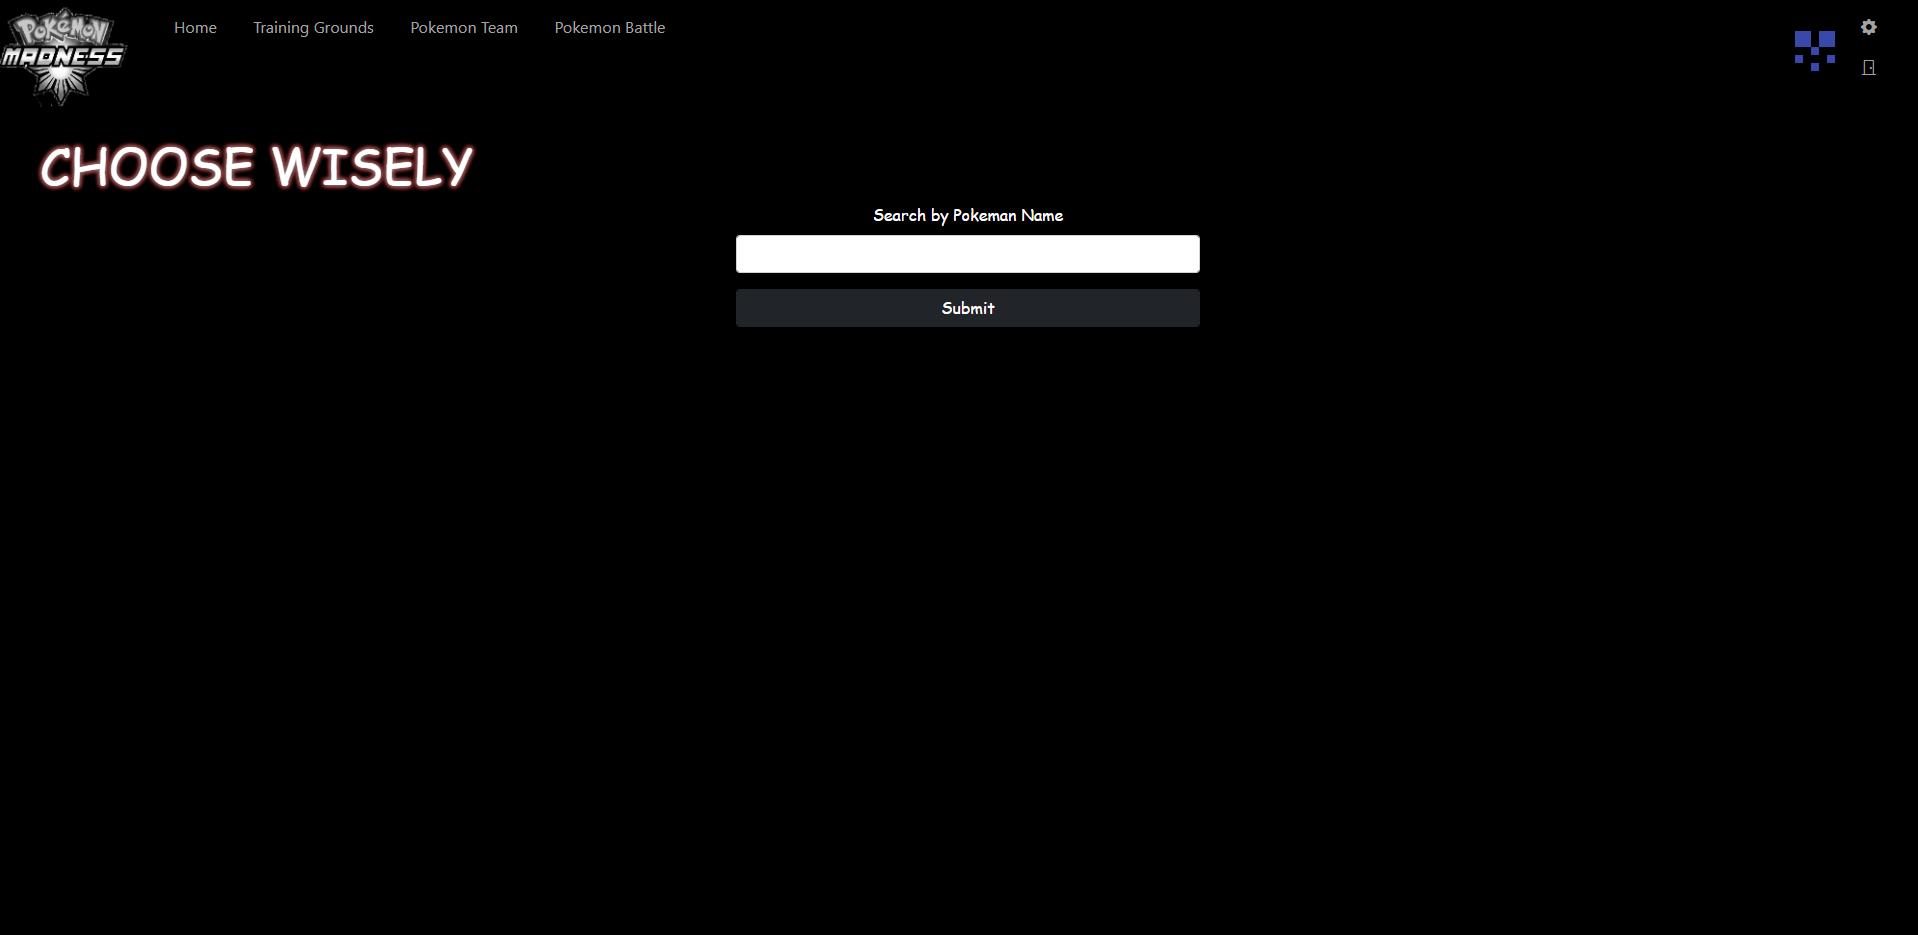 Pokémon
MADNESS
Home
Training Grounds
Pokemon Team
Pokemon Battle
CHOOSE WISELY
Search by Pokeman Name
Submit